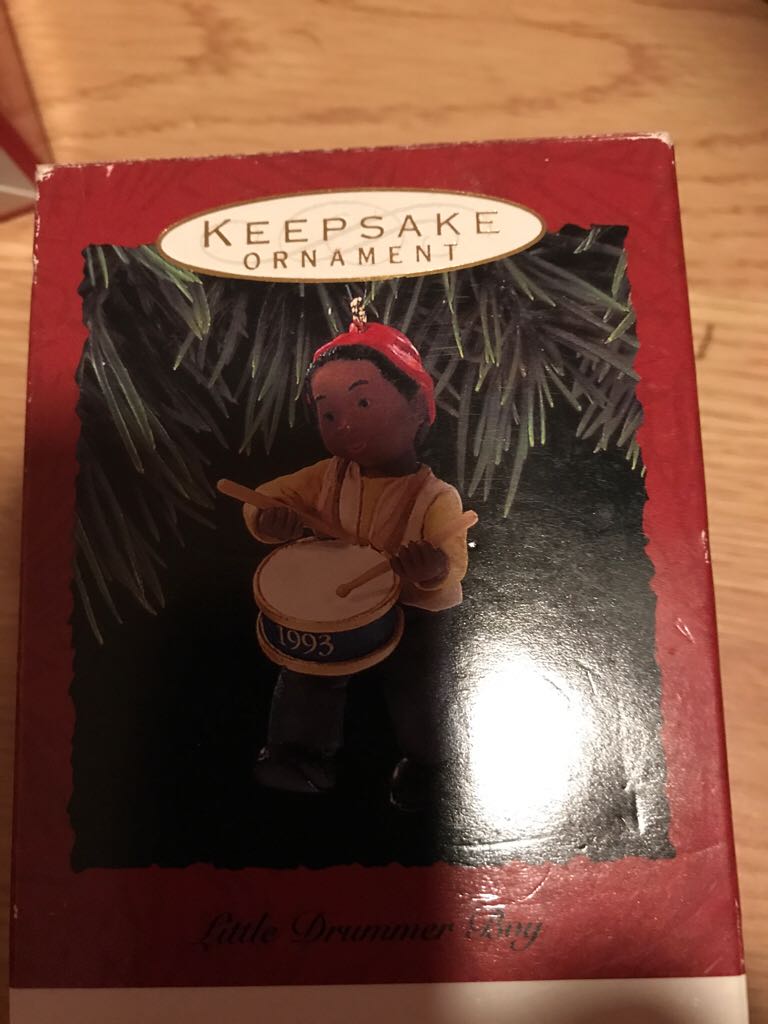 KEEPSAKE
ORNAMENT
1993
Little Drummer Boy